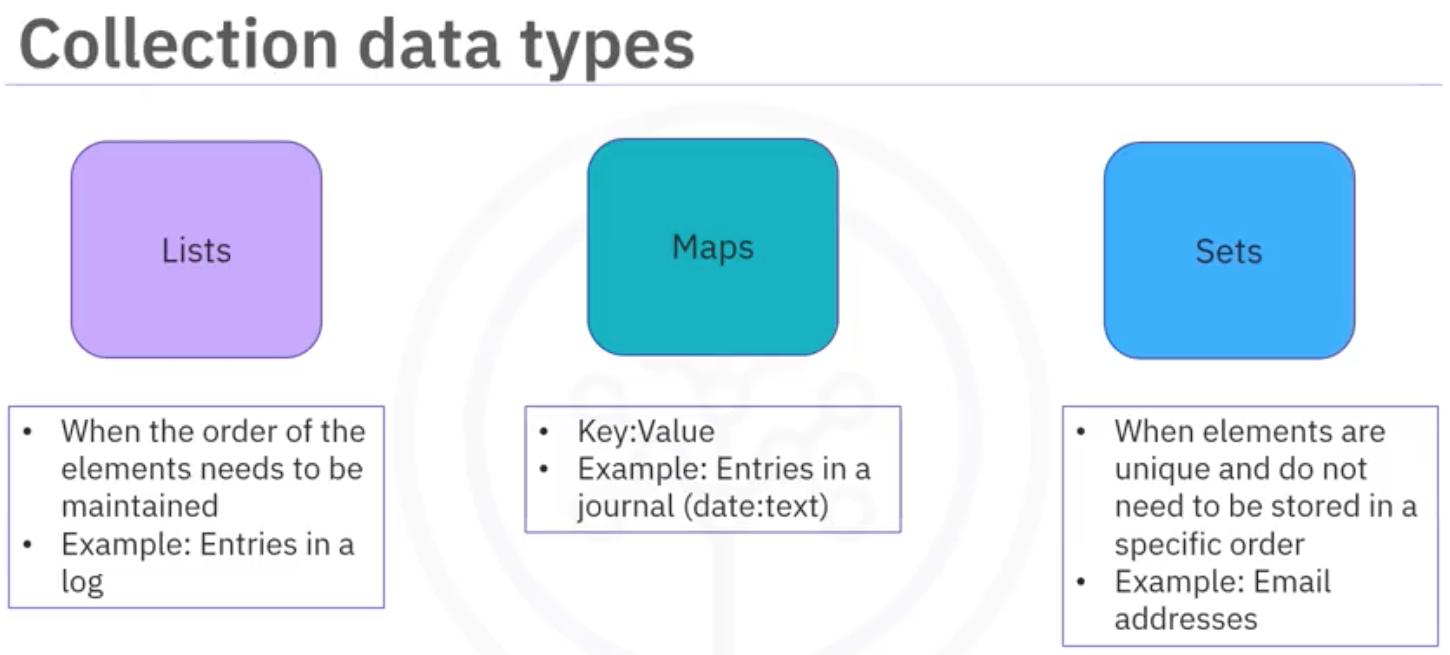 Collection data types
Lists
Maps
Sets
• When the order of the
elements needs to be
maintained
• Example: Entries in a
log
• Key:Value
• Example: Entries in a
journal (date:text)
• When elements are
unique and do not
need to be stored in a
specific order
• Example: Email
addresses